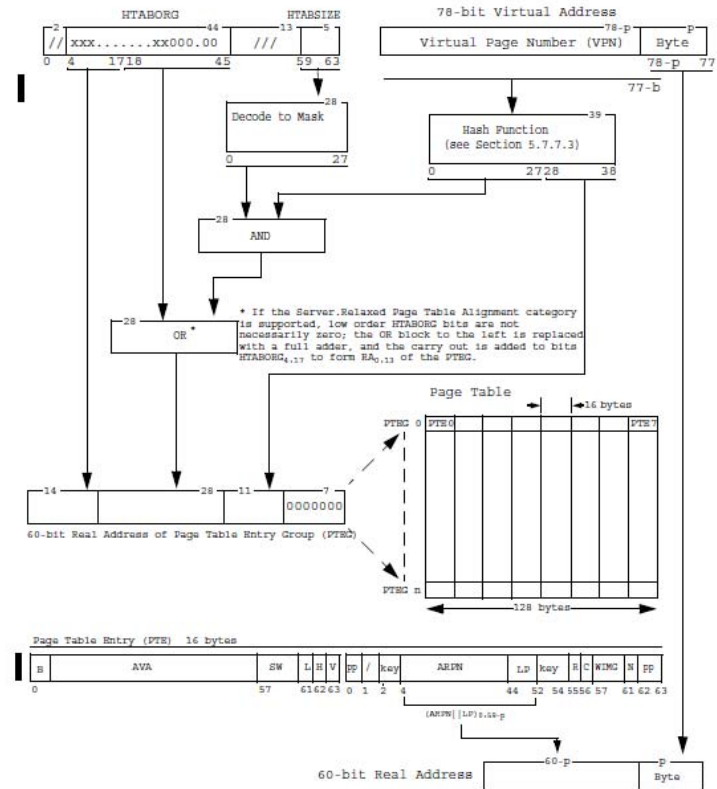 HTABORG HTABSIZE 78-bit Virtual Address
2 44 13 5 78-p p
// xxx.......xx000.00 /// Virtual Page Number (VPN) Byte
0 4 17 18 45 59 63 78-p 77
77-b
28 39
Decode to Mask Hash Function
(see Section 5.7.7.3)
0 27 0 27 28 38
28
AND
28
OR *
* If the Server.Relaxed Page Table Alignment category
is supported, low order HTABORG bits are not
necessarily zero; the OR block to the left is replaced
with a full adder, and the carry out is added to bits
HTABORG4.17 to form RA0.13 of the PTEG.
Page Table
16 bytes
PTEG 0 PTE0 PTE7
14 28 11 7
0000000
60-bit Real Address of Page Table Entry Group (PTEG)
PTEG n
128 bytes
Page Table Entry (PTE) 16 bytes
B AVA SW L H V pp / key ARPN LP key R C WIMG N pp
0 57 61 62 63 0 1 2 4 44 52 54 55 56 57 61 62 63
(ARPN||LP)0.59-p
60-p p
60-bit Real Address Byte